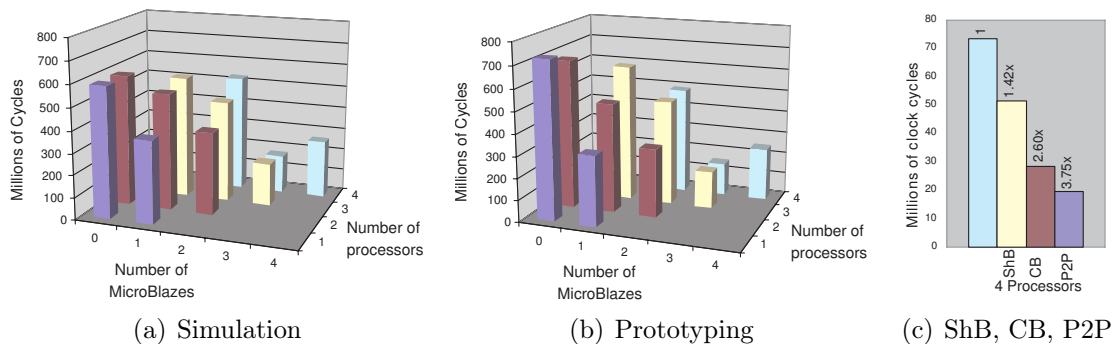 800
700
600
500
400
300
200
100
0
Millions of Cycles
0
1
2
3
4
Number of
MicroBlazes
1
2
3
4
Number of
processors
(a) Simulation
800
700
600
500
400
300
200
100
0
Millions of Cycles
0
1
2
3
4
Number of
MicroBlazes
1
2
3
4
Number of
processors
(b) Prototyping
80
70
60
50
40
30
20
10
0
Millions of clock cycles
1
1.42x
2.60x
3.75x
ShB
CB
P2P
4 Processors
(c) ShB, CB, P2P